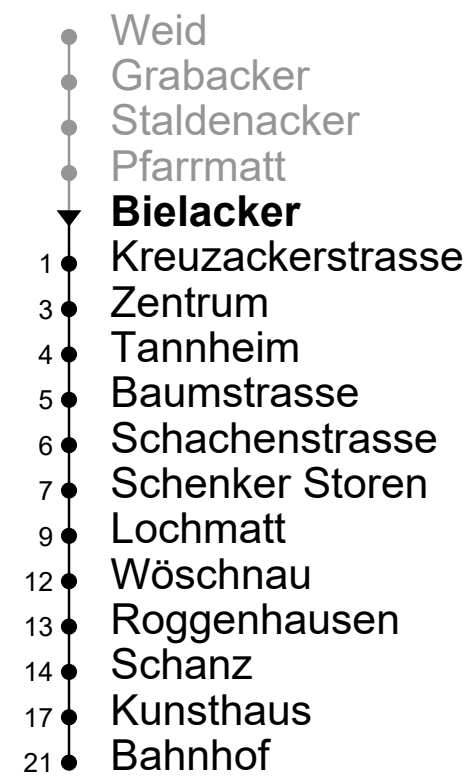 Weid
Grabacker
Staldenacker
Pfarrmatt
Bielacker
1 Kreuzackerstrasse
3 Zentrum
4 Tannheim
5 Baumstrasse
6 Schachenstrasse
7 Schenker Storen
9 Lochmatt
12 Wöschnau
13 Roggenhausen
14 Schanz
17 Kunsthaus
21 Bahnhof